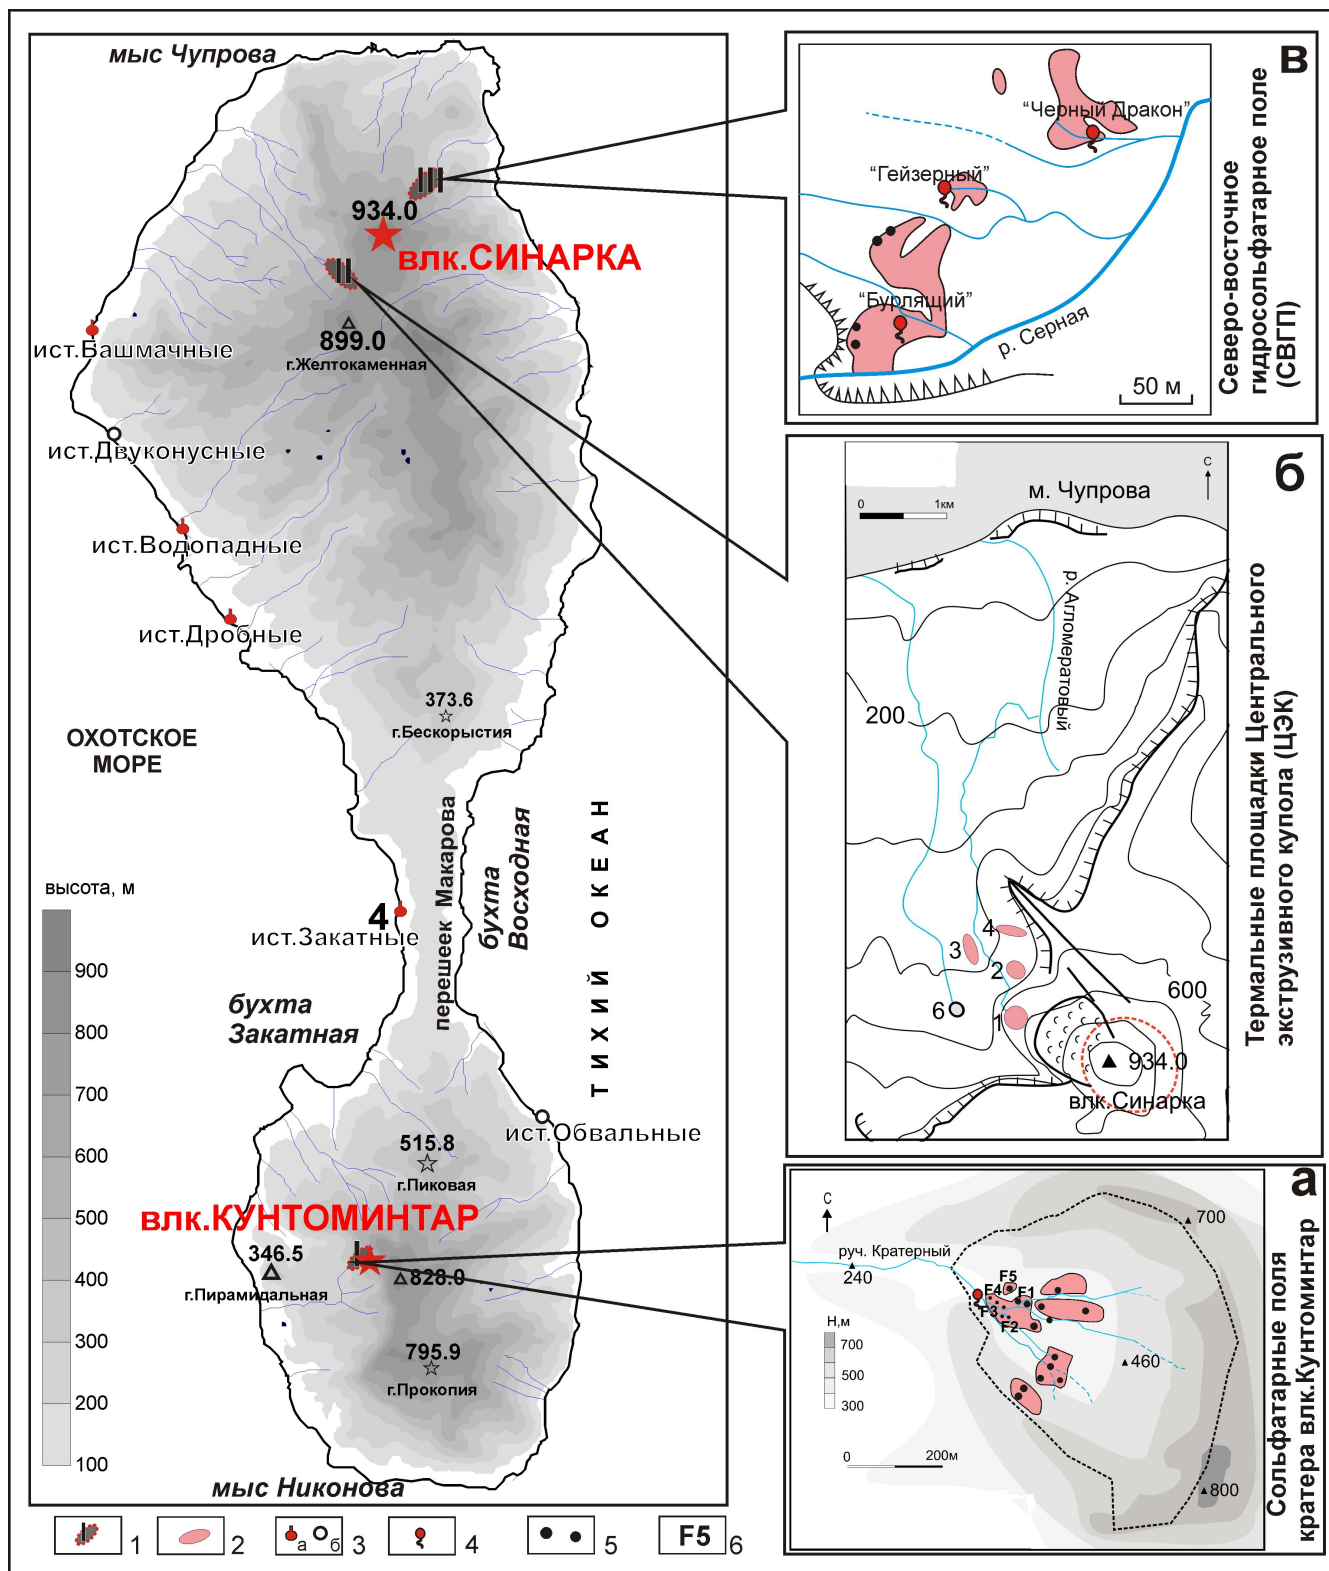 мыс Чупрова
III
934.0
влк.СИНАРКА
II
899.0
г.Желтокаменная
ист.Башмачные
ист.Двуконусные
ист.Водопадные
ист.Дробные
373.6
г.Бескорыстия
ОХОТСКОЕ
МОРЕ
перешеек Макарова
бухта
Восходная
ТИХИЙ ОКЕАН
4
ист.Закатные
бухта
Закатная
ист.Обвальные
515.8
г.Пиковая
влк.КУНТОМИНТАР
I
346.5
г.Пирамидальная
828.0
795.9
г.Прокопия
мыс Никонова
высота, м
900
800
700
600
500
400
300
200
100
в
"Черный Дракон"
"Гейзерный"
"Бурлящий"
р. Серная
50 м
Северо-восточное
гидросольфатарное поле
(СВГП)
б
м. Чупрова
с
0 1км
р. Агломератовый
200
4
3
2
6
1
600
934.0
влк.Синарка
Термальные площадки Центрального
экструзивного купола (ЦЭК)
а
С
700
руч. Кратерный
240
F5
F4
F1
F3
F2
460
Н,м
700
500
300
0 200м
800
Сольфатарные поля
кратера влк.Кунтоминтар
I 1
2
а б 3
4
5
F5 6